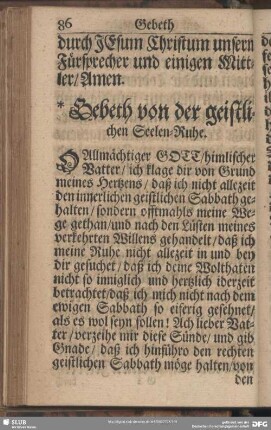 86 Gebeth
durch JEsum Christum unsern
Fürsprecher und einigen Mitt-
ler/Amen.
* Gebeth von der geistli-
chen Seelen-Ruhe.
O Allmächtiger GOTT/himlischer
Vatter/ich klage dir von Grund
meines Hertzens/daß ich nicht allezeit
den innerlichen geistlichen Sabbath ge-
halten/sondern offtmahls meine We-
ge gethan/und nach den Lüsten meines
verkehrten Willens gehandelt/daß ich
meine Ruhe nicht allezeit in und bey
dir gesuchet/daß ich deine Wolthaten
nicht so inniglich und hertzlich iderzeit
betrachtet/daß ich mich nicht nach dem
ewigen Sabbath so eiferig gesehnet/
als es wol seyn sollen! Ach lieber Vat-
ter/verzeihe mir diese Sünde/und gib
Gnade/daß ich hinführo den rechten
geistlichen Sabbath möge halten/von
den
SLUB
DFG